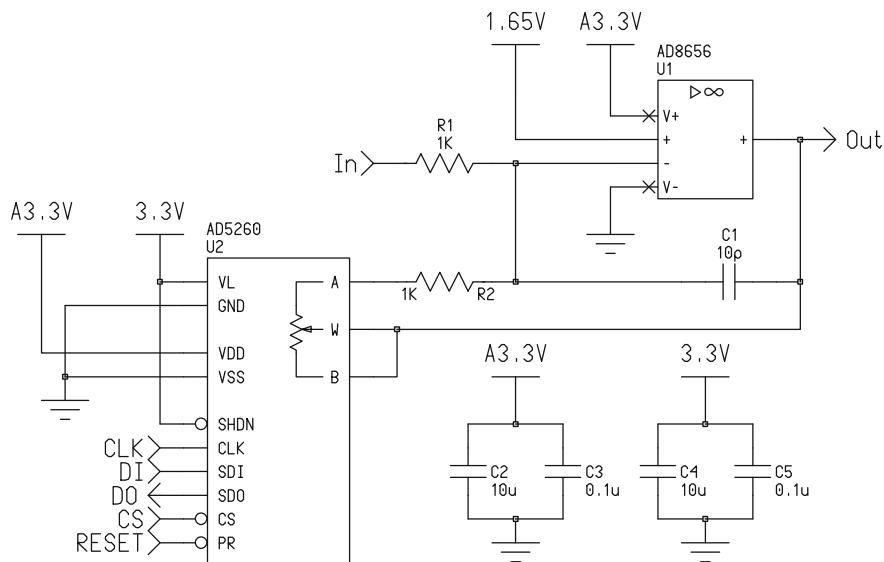 1.65V
A3.3V
AD8656
U1
▷∞
V+
+
-
V-
+
Out
R1
1K
In
A3.3V
3.3V
AD5260
U2
VL
GND
VDD
VSS
SHDN
CLK
SDI
SDO
CS
PR
A
W
B
CLK
DI
DO
CS
RESET
1K
R2
C1
10p
A3.3V
3.3V
C2
10u
C3
0.1u
C4
10u
C5
0.1u